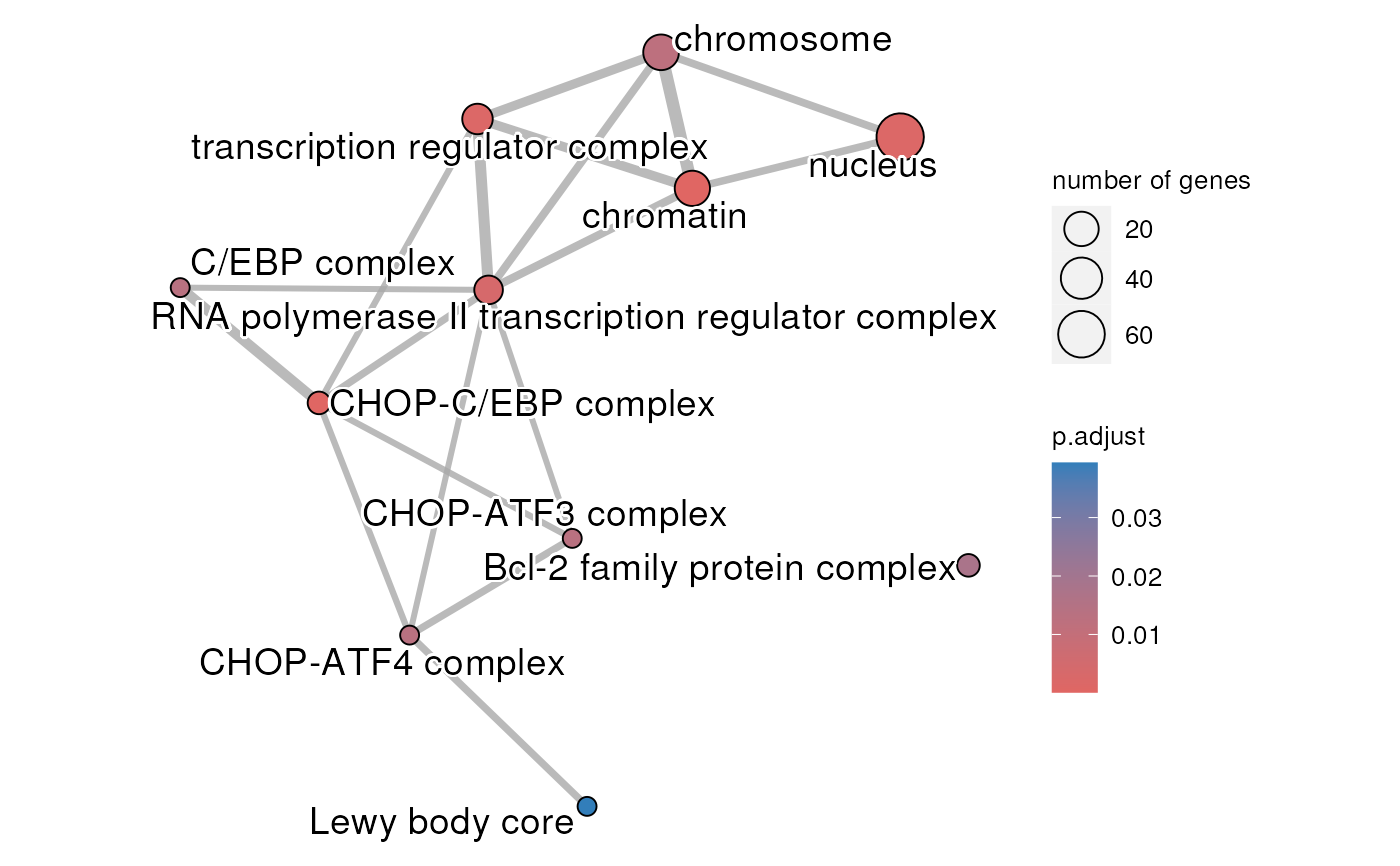 chromosome
transcription regulator complex
nucleus
chromatin
C/EBP complex
RNA polymerase II transcription regulator complex
CHOP-C/EBP complex
CHOP-ATF3 complex
Bcl-2 family protein complex
CHOP-ATF4 complex
Lewy body core
number of genes
20
40
60
p.adjust
0.03
0.02
0.01